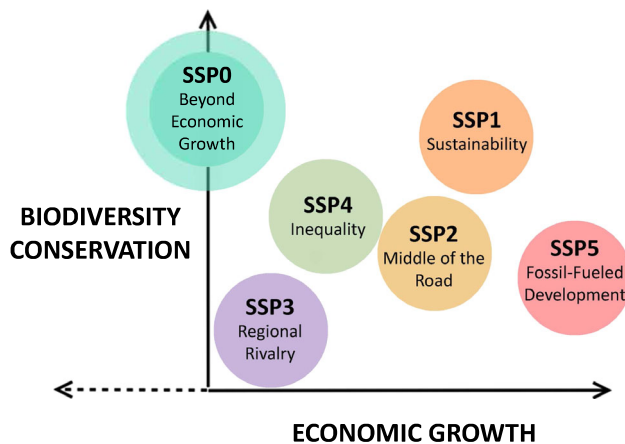 SSP0
Beyond
Economic
Growth
SSP1
Sustainability
SSP4
Inequality
BIODIVERSITY
CONSERVATION
SSP2
Middle of the
Road
SSP5
Fossil-Fueled
Development
SSP3
Regional
Rivalry
ECONOMIC GROWTH